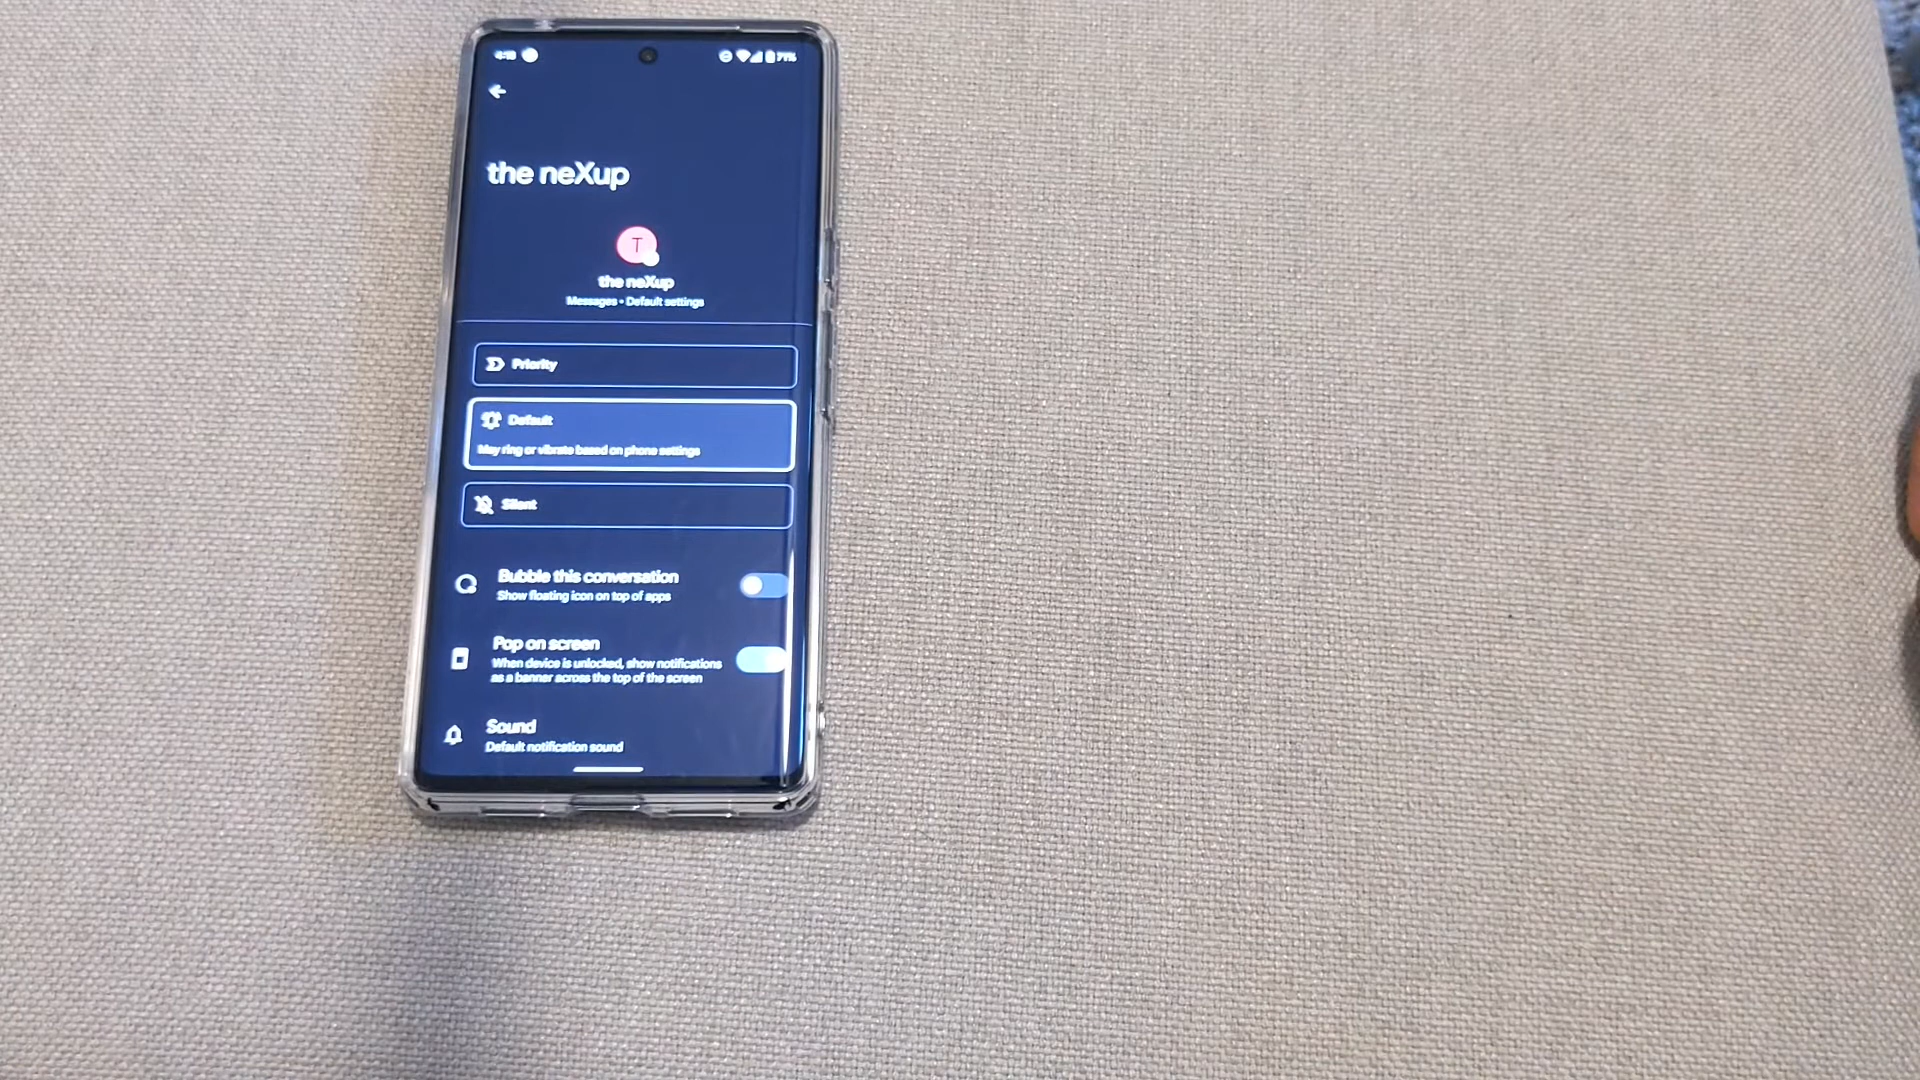 71%
the neXup
T
the neXup
Messages • Default settings
Priority
Default
May ring or vibrate based on phone settings
Silent
Bubble this conversation
Show floating icon on top of apps
Pop on screen
When device is unlocked, show notifications
as a banner across the top of the screen
Sound
Default notification sound